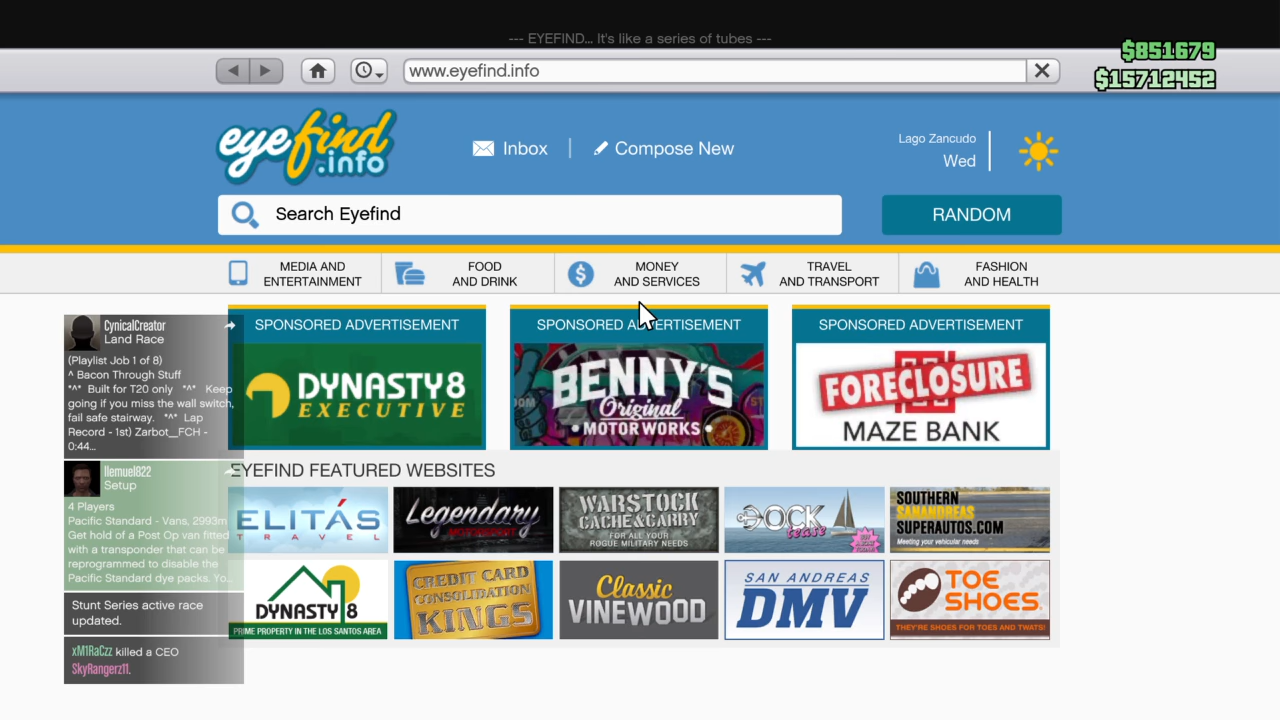 --- EYEFIND... It's like a series of tubes ---
$851679
$15712452
www.eyefind.info
eyefind
.info
Inbox
Compose New
Lago Zancudo
Wed
Search Eyefind
RANDOM
MEDIA AND
ENTERTAINMENT
FOOD
AND DRINK
MONEY
AND SERVICES
TRAVEL
AND TRANSPORT
FASHION
AND HEALTH
SPONSORED ADVERTISEMENT
DYNASTY8
EXECUTIVE
SPONSORED ADVERTISEMENT
BENNY'S
Original
MOTOR WORKS
SPONSORED ADVERTISEMENT
FORECLOSURE
MAZE BANK
CynicalCreator
Land Race
(Playlist Job 1 of 8)
^ Bacon Through Stuff
*^* Built for T20 only *^* Keep
going if you miss the wall switch,
fail safe stairway. *^* Lap
Record - 1st) Zarbot__FCH -
0:44...
llemuel822
Setup
4 Players
Pacific Standard - Vans, 2993m
Get hold of a Post Op van fitted
with a transponder that can be
reprogrammed to disable the
Pacific Standard dye packs. Yo...
Stunt Series active race
updated.
xM1RaCzz killed a CEO
SkyRangerz11.
EYEFIND FEATURED WEBSITES
ELITÁS
TRAVEL
Legendary
MOTORSPORT
WARSTOCK
CACHE & CARRY
FOR ALL YOUR
ROGUE MILITARY NEEDS
DOCK
tease
SOUTHERN
SANANDREAS
SUPERAUTOS.COM
Meeting your vehicular needs
DYNASTY 8
PRIME PROPERTY IN THE LOS SANTOS AREA
CREDIT CARD
CONSOLIDATION
KINGS
Classic
VINEWOOD
SAN ANDREAS
DMV
TOE
SHOES
THEY'RE SHOES FOR TOES AND TWATS!